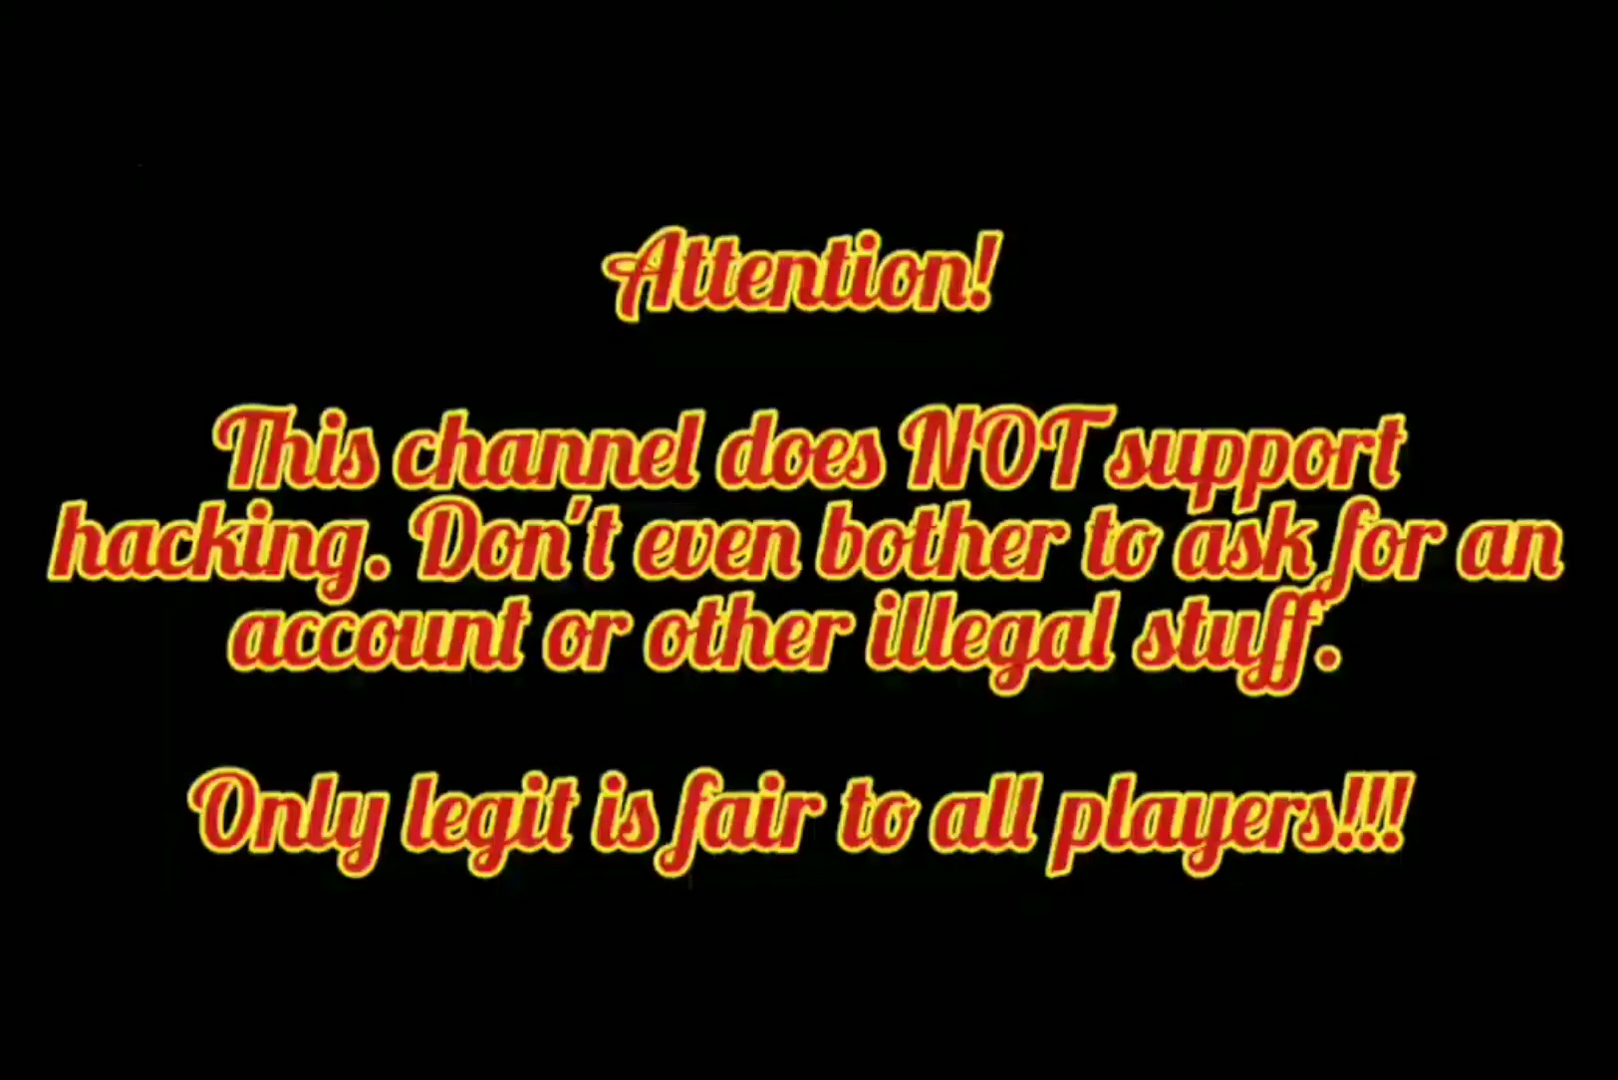 Attention!
This channel does NOT support
hacking. Don't even bother to ask for an
account or other illegal stuff.
Only legit is fair to all players!!!